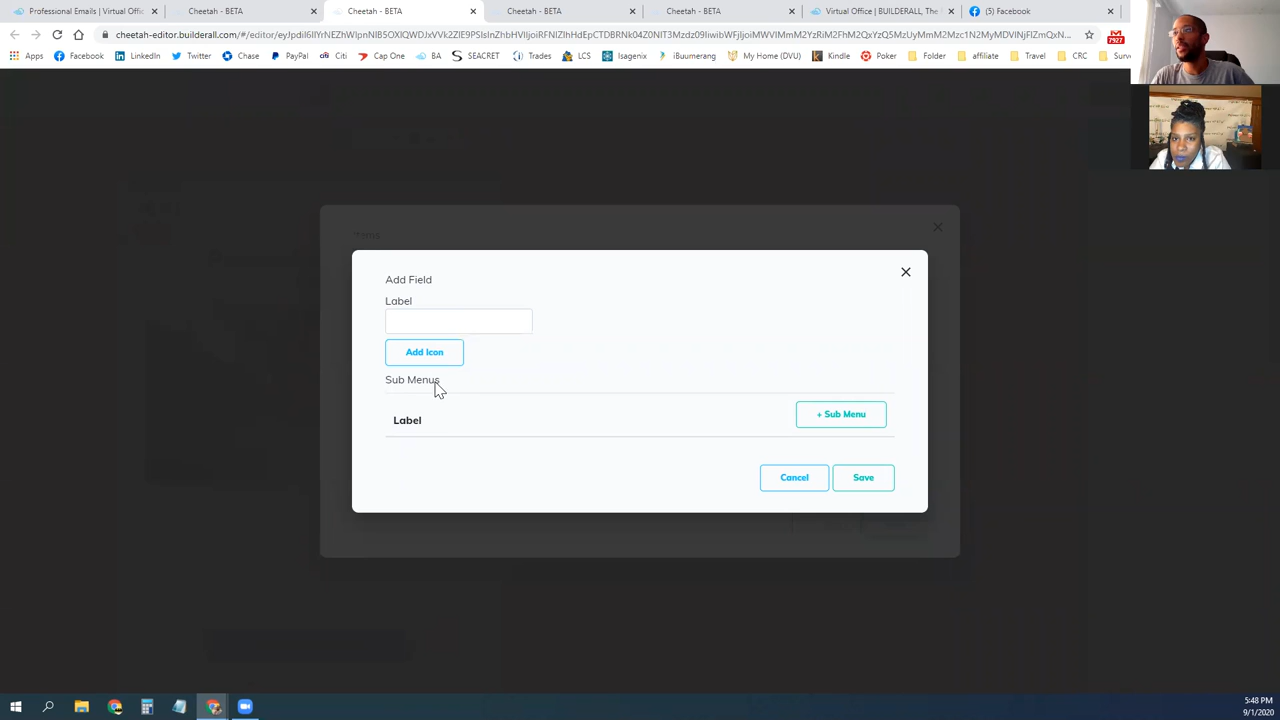 Professional Emails | Virtual Offic
Cheetah - BETA
Cheetah - BETA
Cheetah - BETA
Cheetah - BETA
Virtual Office | BUILDERALL, The
(5) Facebook
Apps
Facebook
LinkedIn
Twitter
Chase
PayPal
Citi
Cap One
BA
SEACRET
Trades
LCS
Isagenix
iBuumerang
My Home (DVU)
Kindle
Poker
Folder
affiliate
Travel
CRC
Surve
7927
Add Field
Label
Add Icon
Sub Menus
Label
+ Sub Menu
Cancel
Save
5:48 PM
9/1/2020